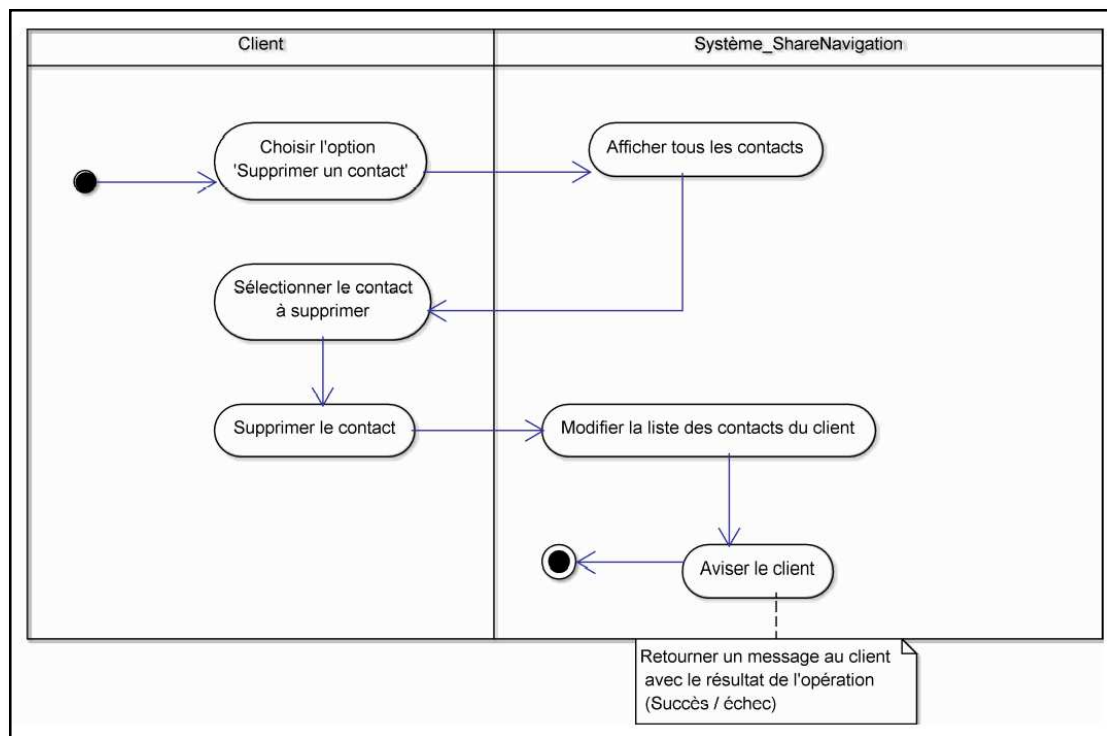 Client
Système_ShareNavigation
Choisir l'option
'Supprimer un contact'
Afficher tous les contacts
Sélectionner le contact
à supprimer
Supprimer le contact
Modifier la liste des contacts du client
Aviser le client
Retourner un message au client
avec le résultat de l'opération
(Succès / échec)